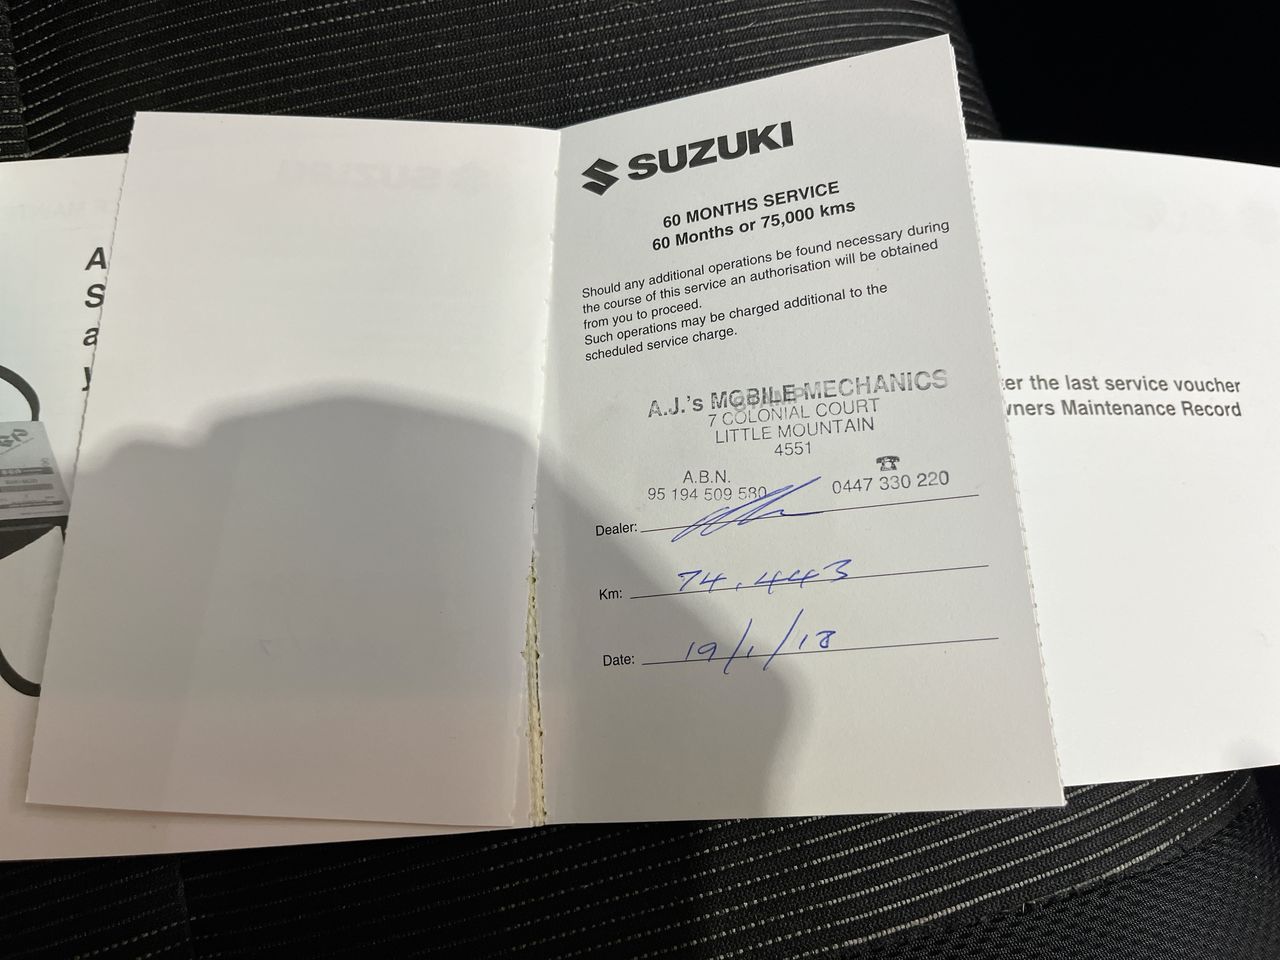 A
S
a
y
SUZUKI
60 MONTHS SERVICE
60 Months or 75,000 kms
Should any additional operations be found necessary during
the course of this service an authorisation will be obtained
from you to proceed.
Such operations may be charged additional to the
scheduled service charge.
A.J.'s MOBILE MECHANICS
7 COLONIAL COURT
LITTLE MOUNTAIN
4551
A.B.N.
95 194 509 580
0447 330 220
Dealer:
Km: 74,443
Date: 19/1/18
er the last service voucher
wners Maintenance Record